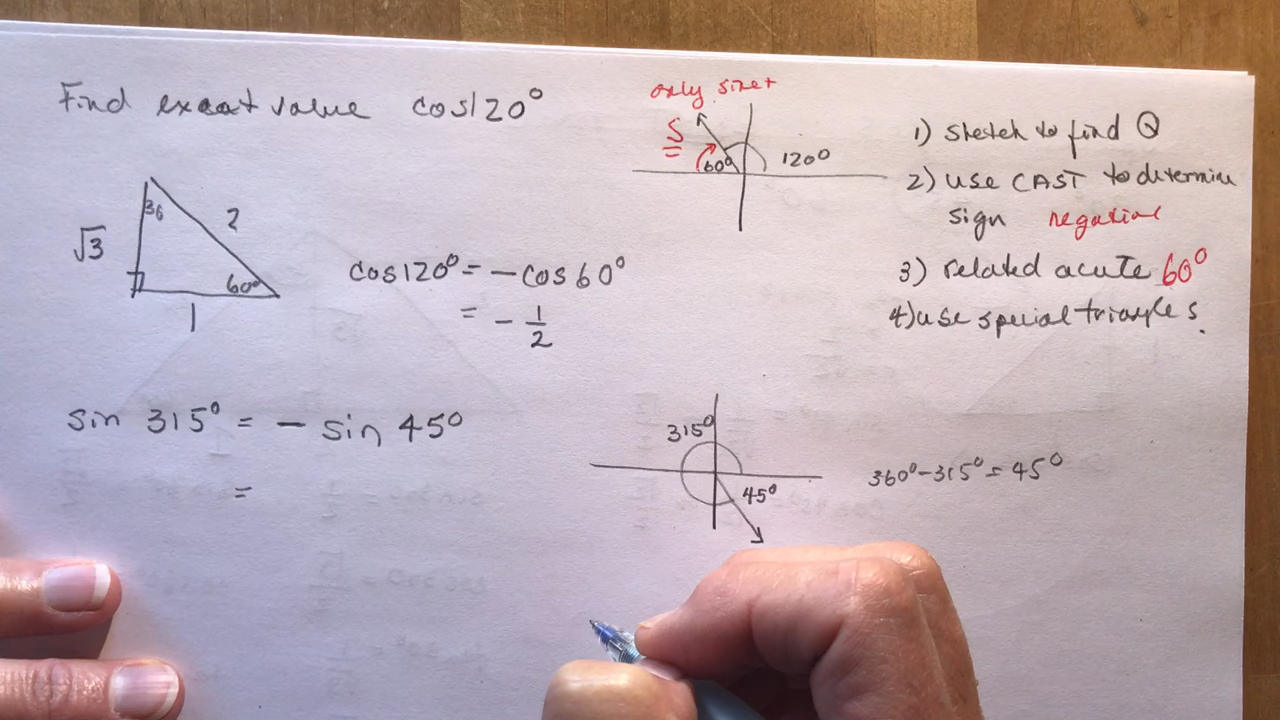 Find exact value cos120°
only sine+
S
60°
120°
1) sketch to find Q
2) use CAST to determine
sign negative
3) related acute 60°
4) use special triangles.
30
2
√3
60°
1
cos120° = -cos60°
= - 1/2
sin 315° = - sin 45°
=
315°
45°
360°-315° = 45°